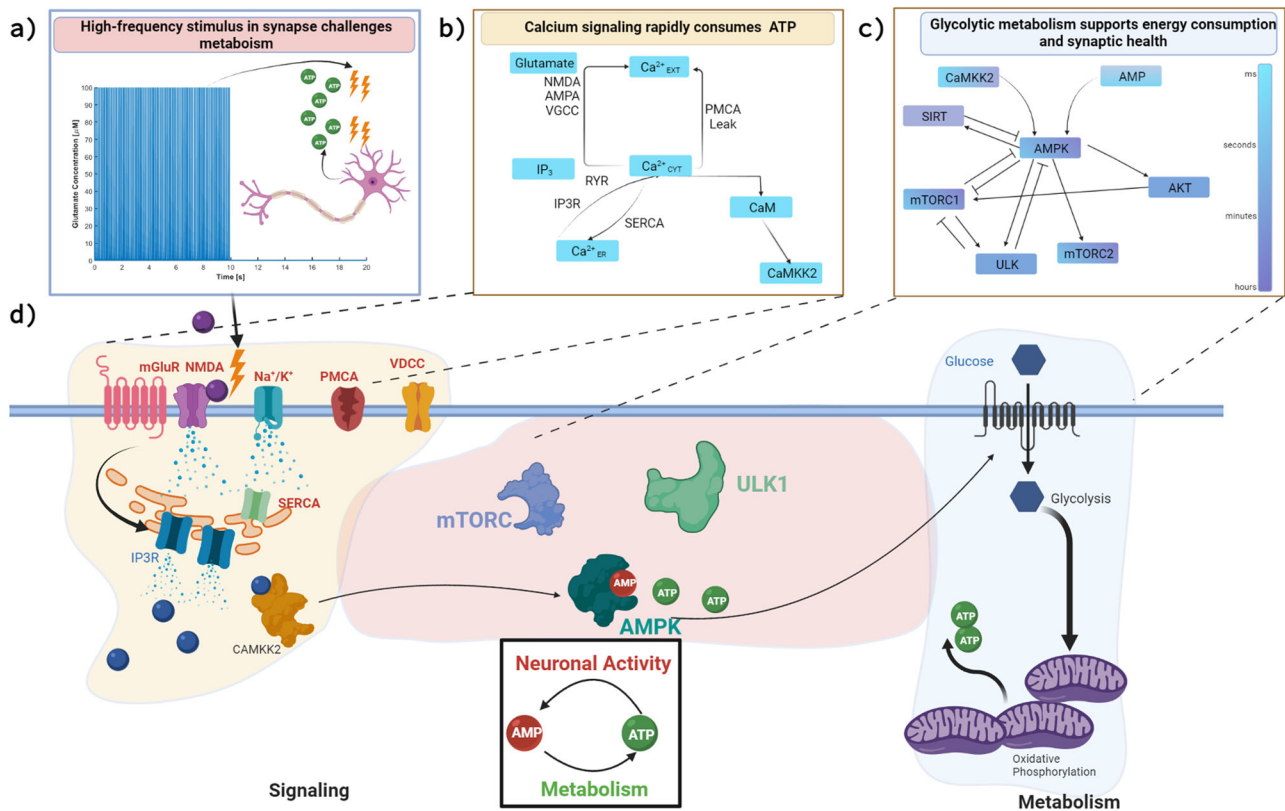 a)
High-frequency stimulus in synapse challenges
metaboism
Glutamate Concentration [μM]
100
90
80
70
60
50
40
30
20
10
0
0 2 4 6 8 10 12 14 16 18 20
Time [s]
ATP
ATP
ATP
ATP
ATP
ATP
b)
Calcium signaling rapidly consumes ATP
Glutamate
NMDA
AMPA
VGCC
Ca²⁺ EXT
PMCA
Leak
IP₃
RYR
Ca²⁺ CYT
IP3R
SERCA
CaM
Ca²⁺ ER
CaMKK2
c)
Glycolytic metabolism supports energy consumption
and synaptic health
CaMKK2
AMP
SIRT
AMPK
AKT
mTORC1
ULK
mTORC2
ms
seconds
minutes
hours
d)
mGluR NMDA
Na⁺/K⁺
PMCA
VDCC
SERCA
IP3R
CAMKK2
mTORC
ULK1
AMP
ATP
ATP
AMPK
Glucose
Glycolysis
ATP
ATP
Oxidative
Phosphorylation
Neuronal Activity
AMP
ATP
Metabolism
Signaling
Metabolism